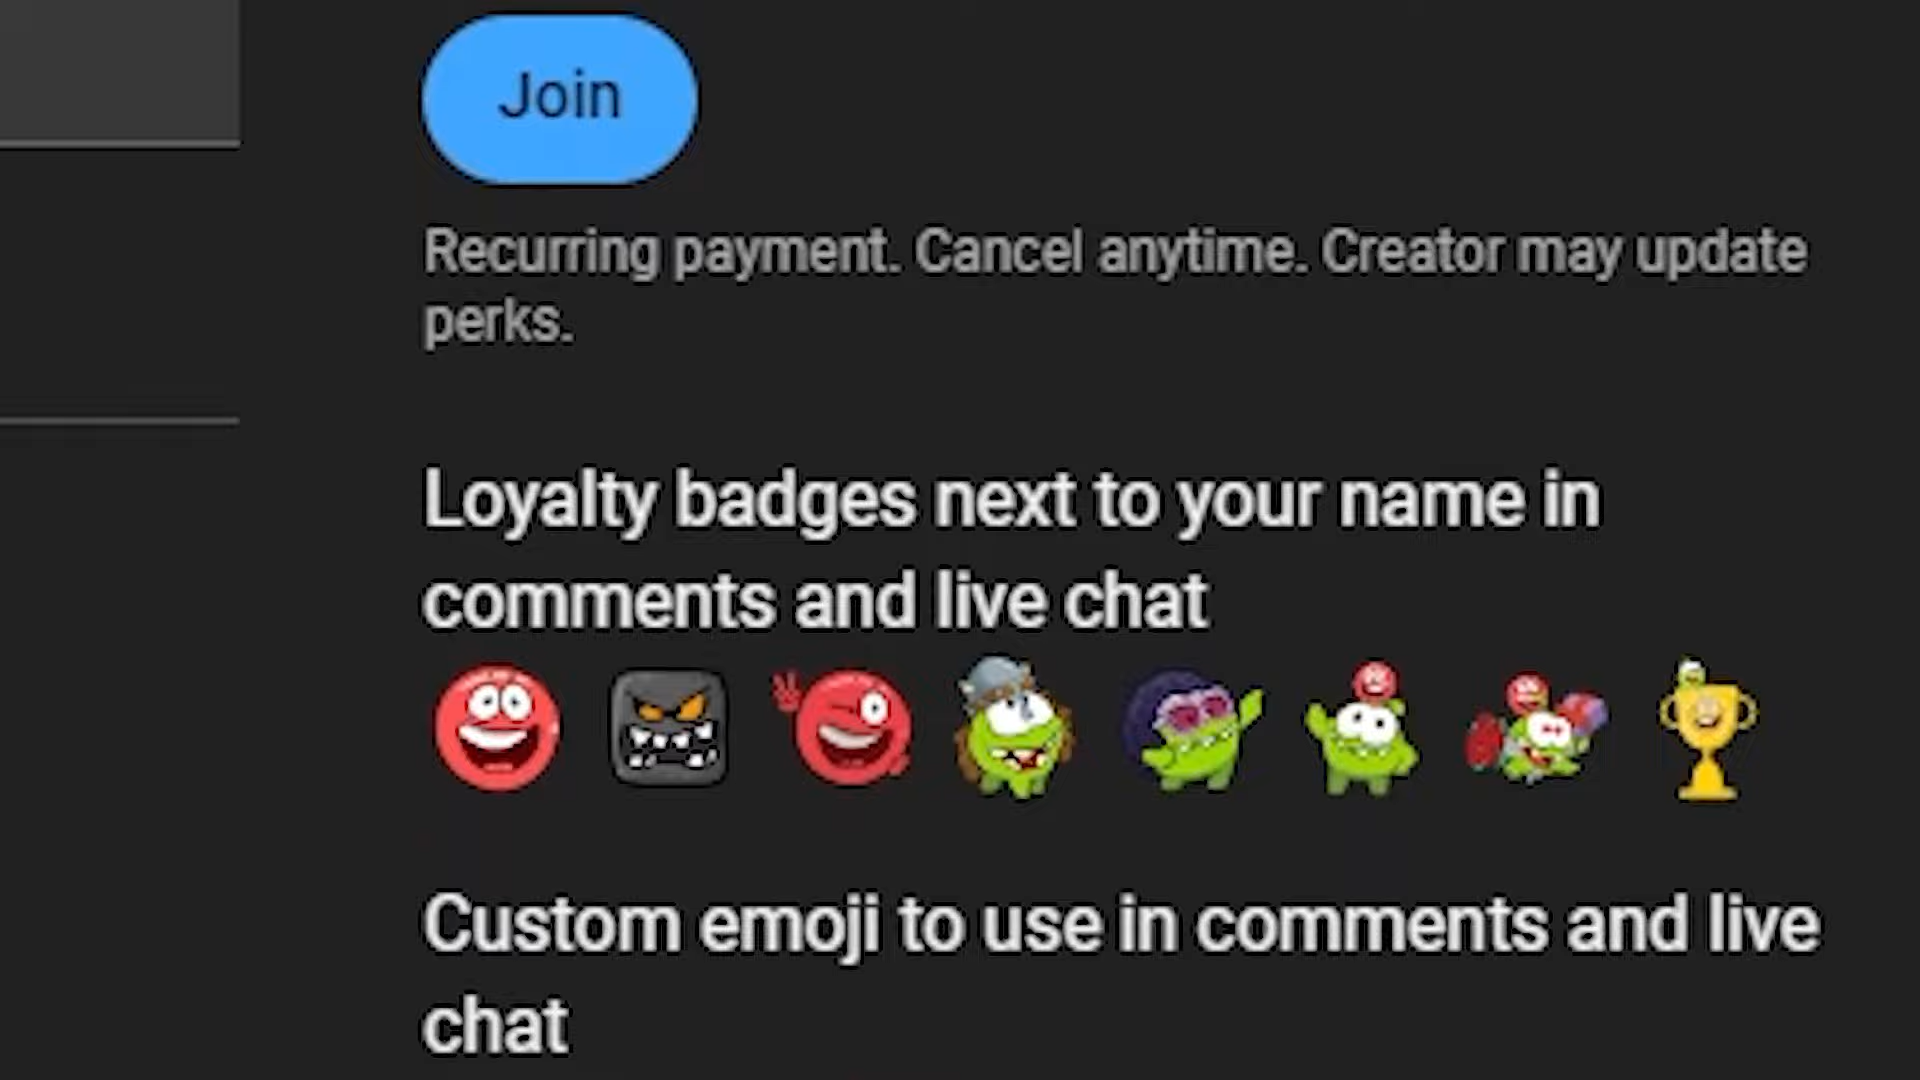 Join
Recurring payment. Cancel anytime. Creator may update
perks.
Loyalty badges next to your name in
comments and live chat
Custom emoji to use in comments and live
chat